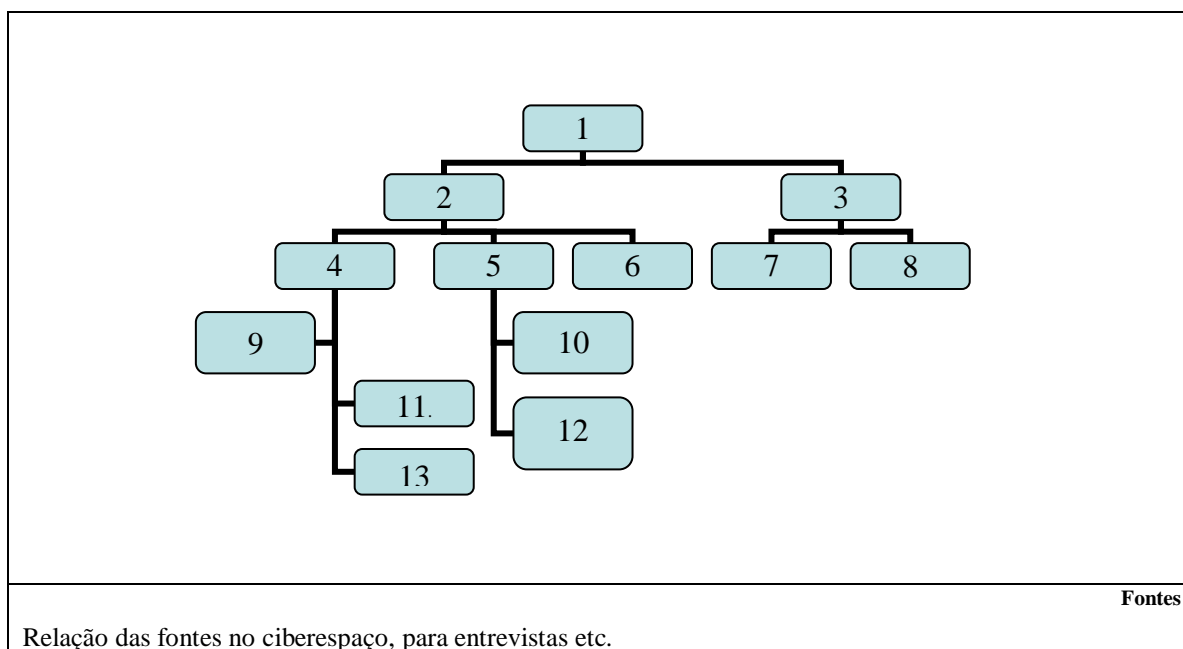 1
2 3
4 5 6 7 8
9 10
11.
12
13
Fontes
Relação das fontes no ciberespaço, para entrevistas etc.